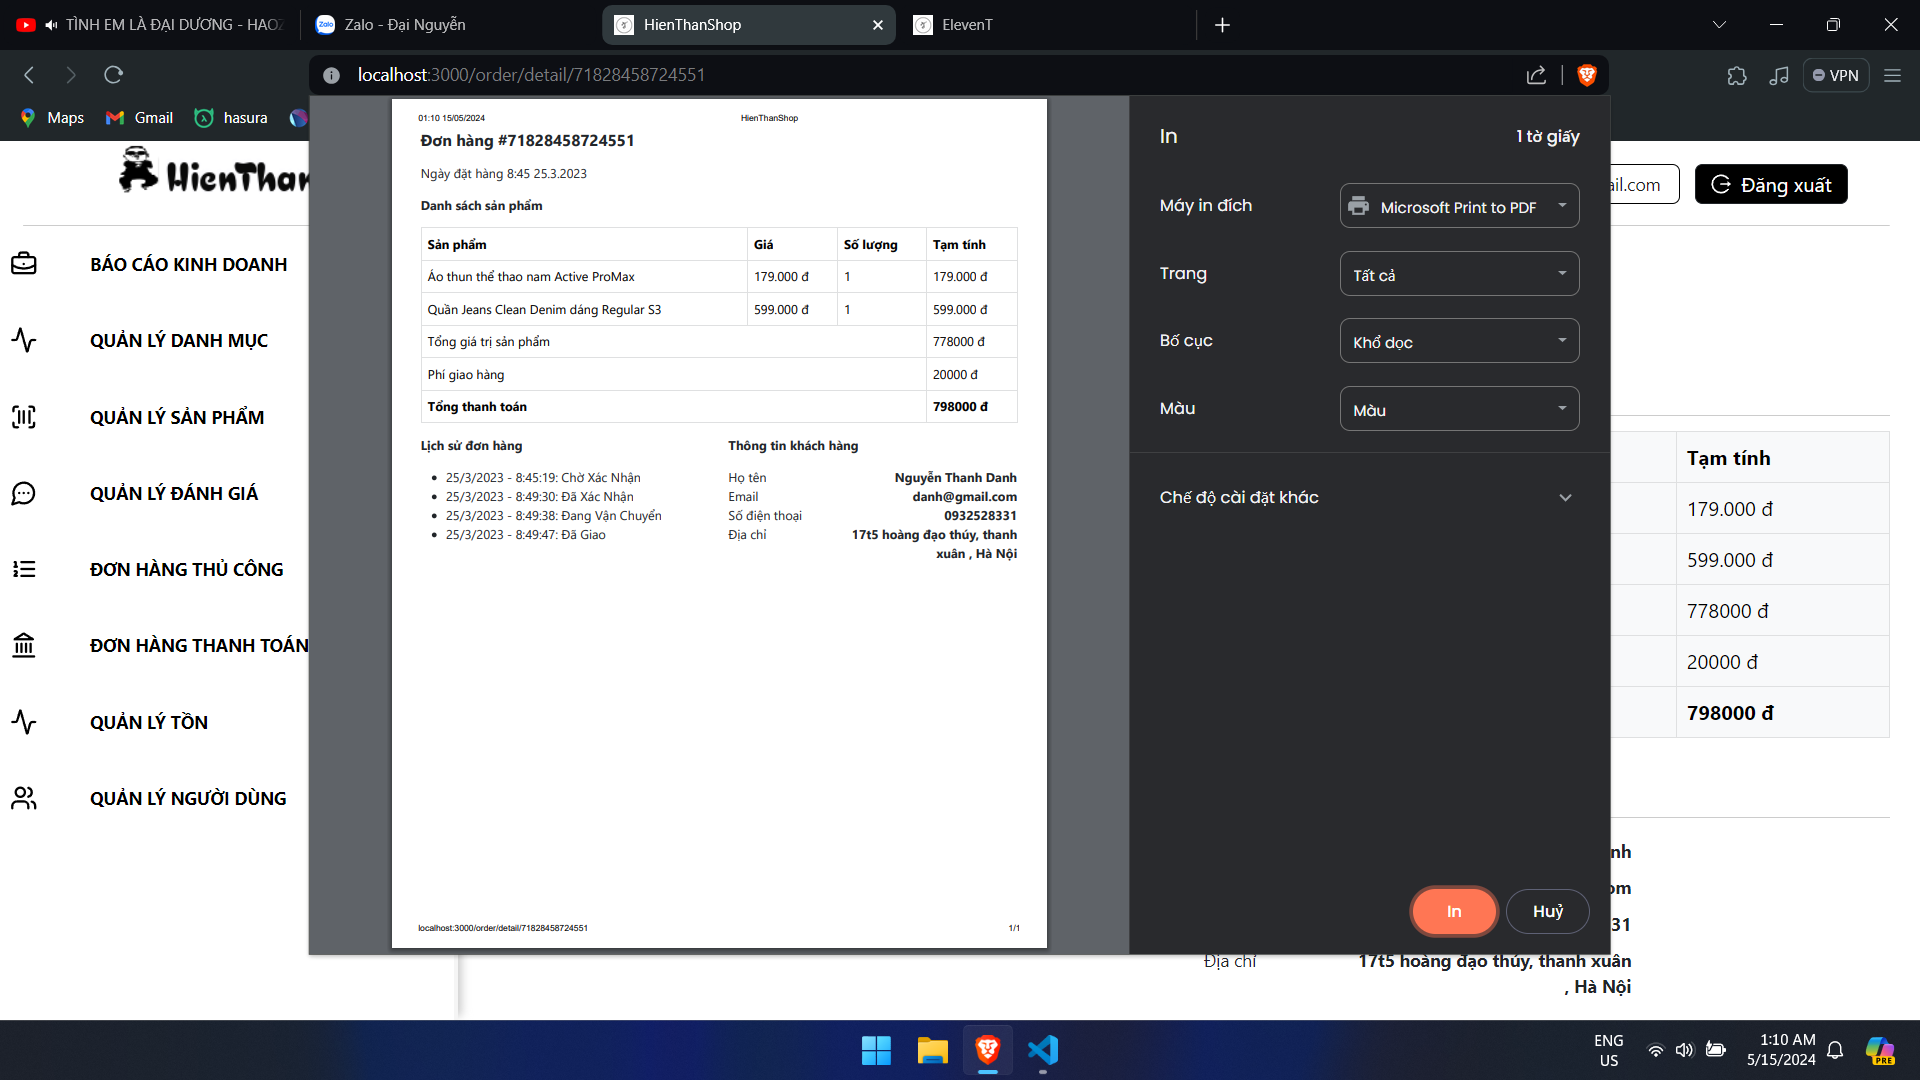 TÌNH EM LÀ ĐẠI DƯƠNG - HAOZ
Zalo - Đại Nguyễn
HienThanShop
ElevenT
localhost:3000/order/detail/71828458724551
VPN
Maps
Gmail
hasura
HienThan
ail.com
Đăng xuất
BÁO CÁO KINH DOANH
QUẢN LÝ DANH MỤC
QUẢN LÝ SẢN PHẨM
QUẢN LÝ ĐÁNH GIÁ
ĐƠN HÀNG THỦ CÔNG
ĐƠN HÀNG THANH TOÁN
QUẢN LÝ TỒN
QUẢN LÝ NGƯỜI DÙNG
01:10 15/05/2024
HienThanShop
Đơn hàng #71828458724551
Ngày đặt hàng 8:45 25.3.2023
Danh sách sản phẩm
Sản phẩm Giá Số lượng Tạm tính
Áo thun thể thao nam Active ProMax 179.000 đ 1 179.000 đ
Quần Jeans Clean Denim dáng Regular S3 599.000 đ 1 599.000 đ
Tổng giá trị sản phẩm 778000 đ
Phí giao hàng 20000 đ
Tổng thanh toán 798000 đ
Lịch sử đơn hàng
25/3/2023 - 8:45:19: Chờ Xác Nhận
25/3/2023 - 8:49:30: Đã Xác Nhận
25/3/2023 - 8:49:38: Đang Vận Chuyển
25/3/2023 - 8:49:47: Đã Giao
Thông tin khách hàng
Họ tên Nguyễn Thanh Danh
Email danh@gmail.com
Số điện thoại 0932528331
Địa chỉ 17t5 hoàng đạo thúy, thanh
xuân , Hà Nội
localhost:3000/order/detail/71828458724551
1/1
In
1 tờ giấy
Máy in đích Microsoft Print to PDF
Trang Tất cả
Bố cục Khổ dọc
Màu Màu
Chế độ cài đặt khác
In
Huỷ
Tạm tính
179.000 đ
599.000 đ
778000 đ
20000 đ
798000 đ
nh
om
31
Địa chỉ 17t5 hoàng đạo thúy, thanh xuân
, Hà Nội
ENG
US
1:10 AM
5/15/2024
PRE